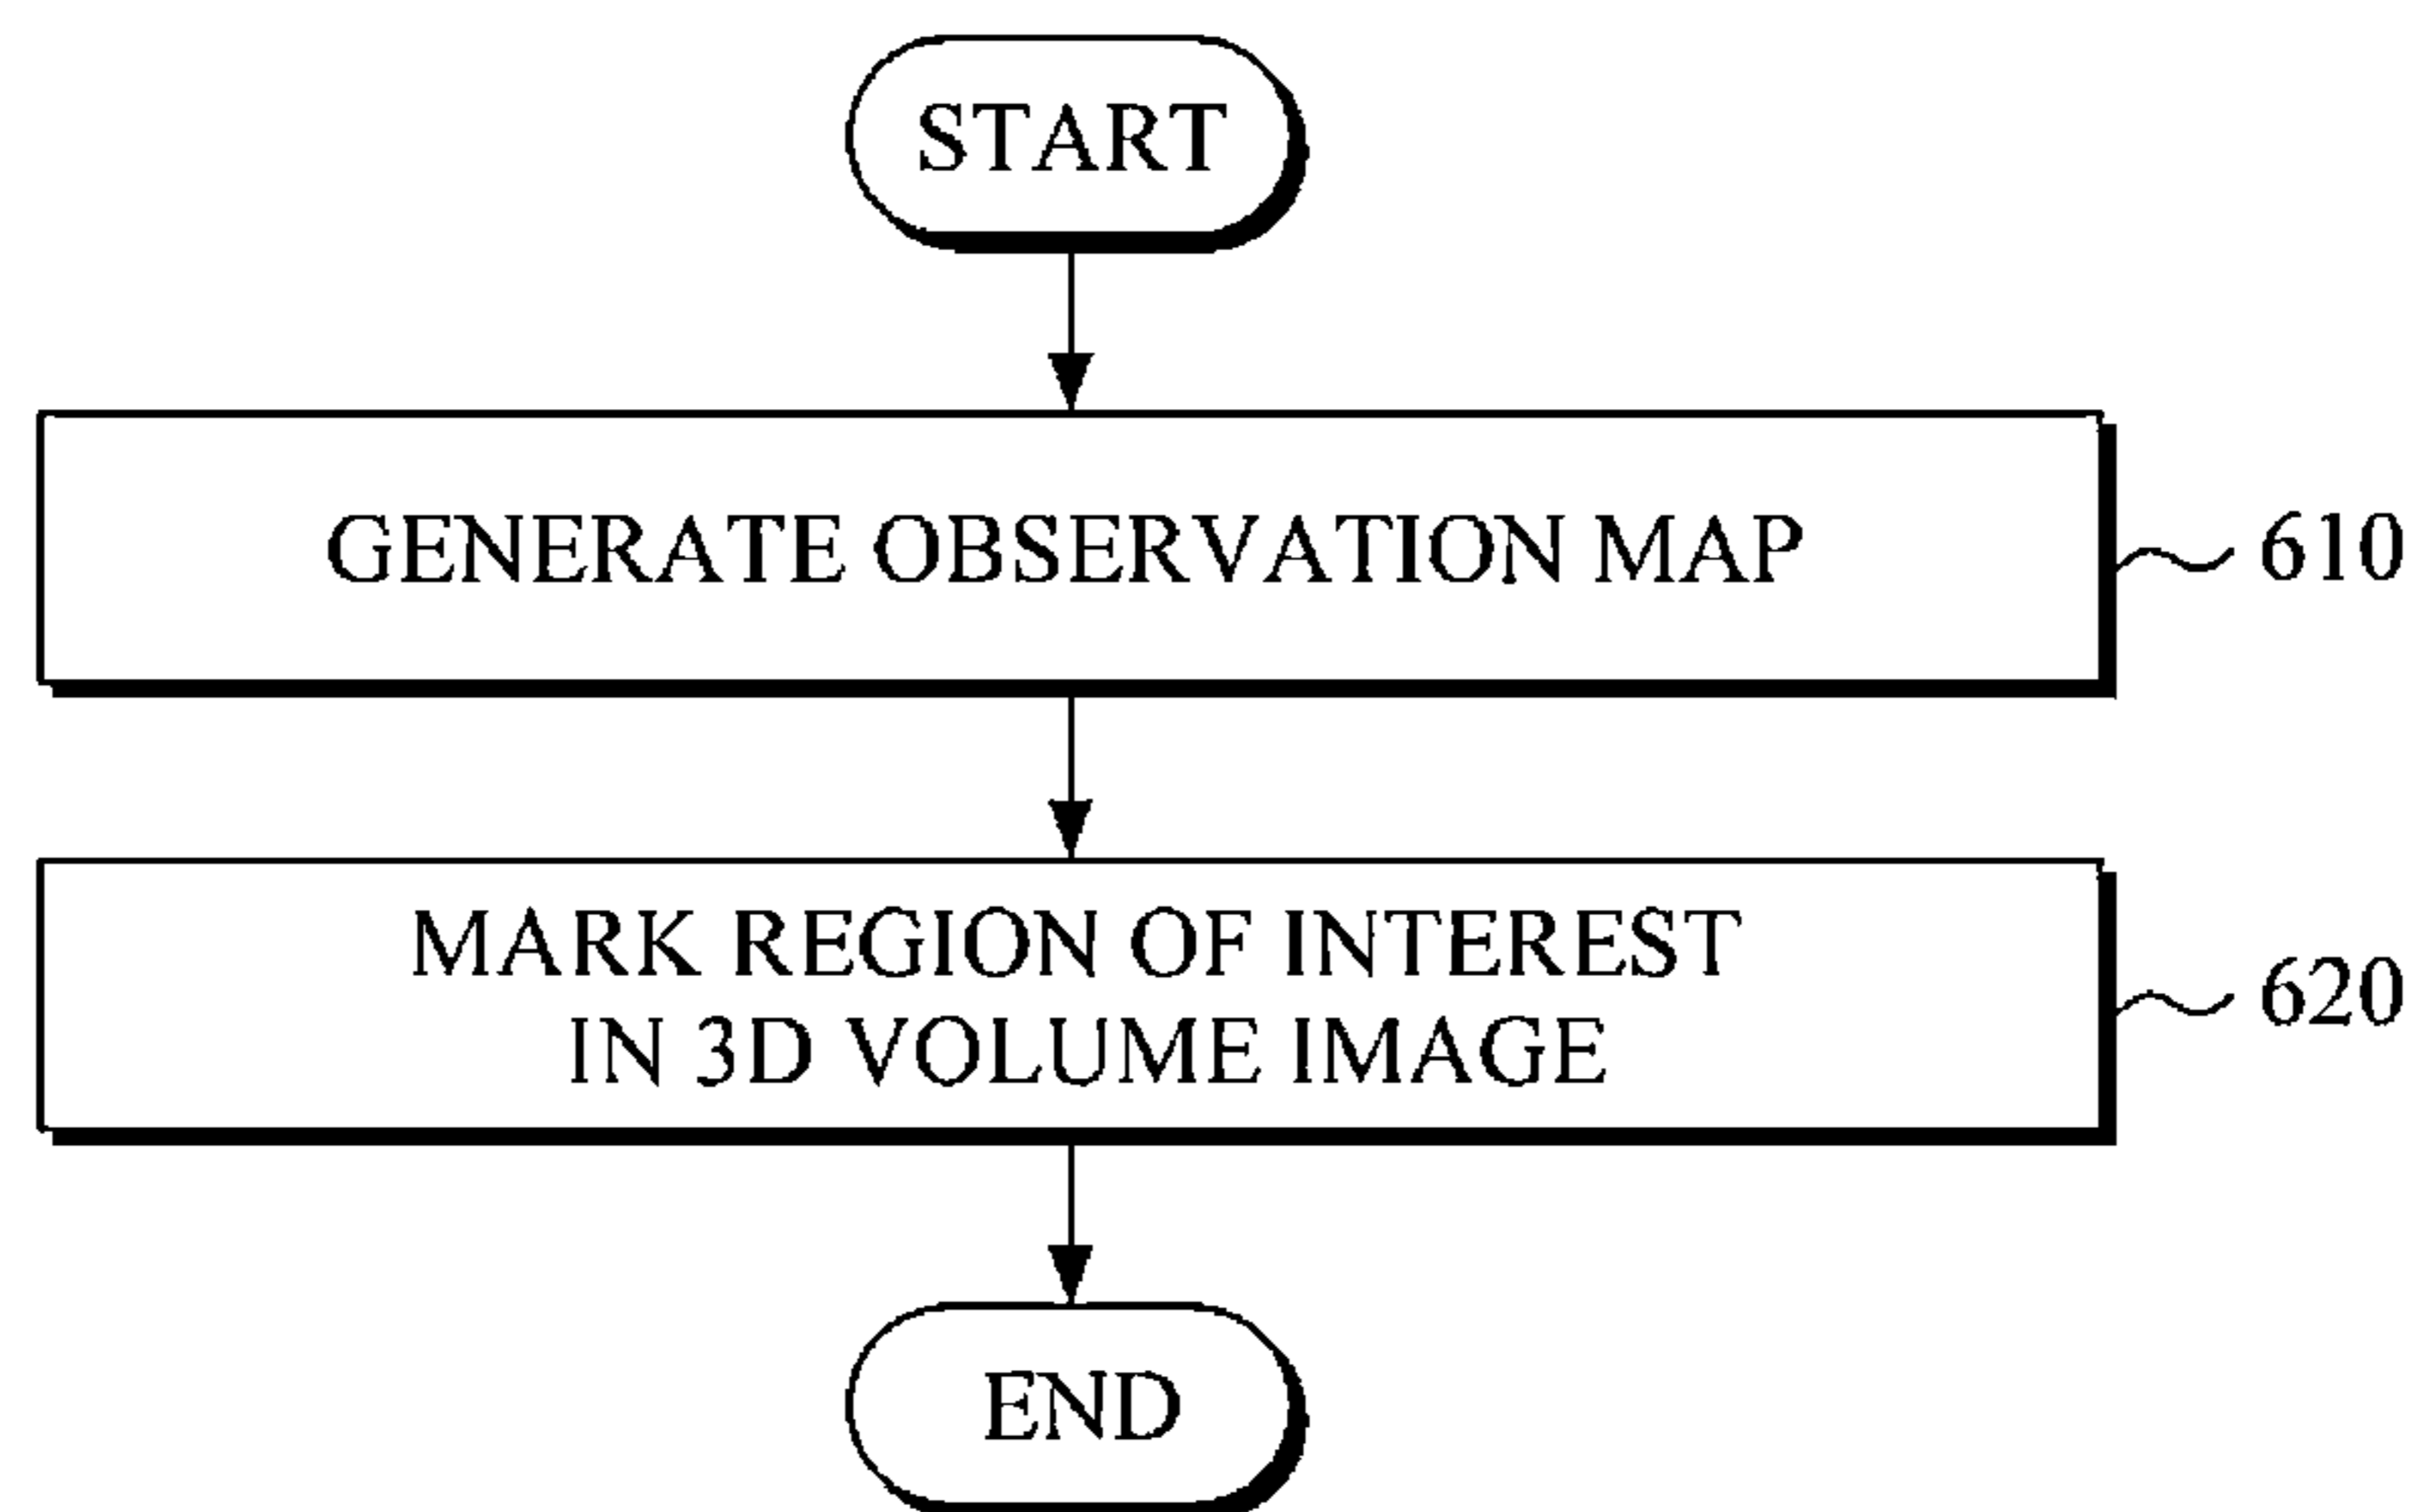 START
GENERATE OBSERVATION MAP
610
MARK REGION OF INTEREST
IN 3D VOLUME IMAGE
620
END